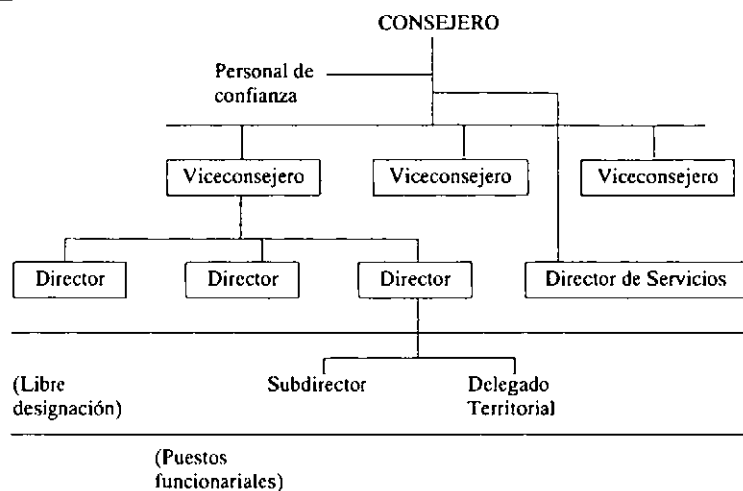 CONSEJERO
Personal de
confianza
Viceconsejero
Viceconsejero
Viceconsejero
Director
Director
Director
Director de Servicios
(Libre
designación)
Subdirector
Delegado
Territorial
(Puestos
funcionariales)